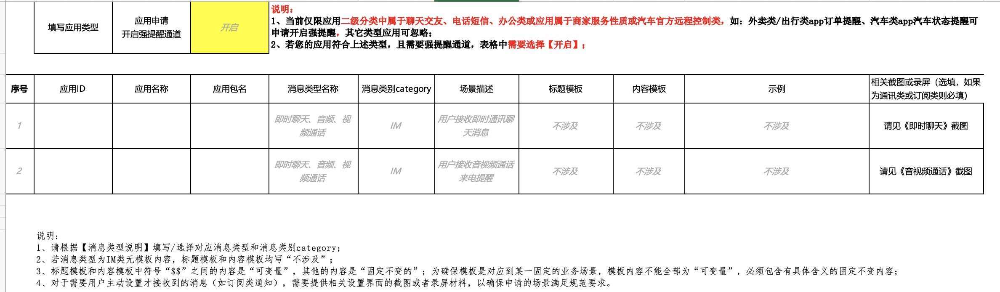 填写应用类型
应用申请
开启强提醒通道
开启
说明：
1、当前仅限应用二级分类中属于聊天交友、电话短信、办公类或应用属于商家服务性质或汽车官方远程控制类，如：外卖类/出行类app订单提醒、汽车类app汽车状态提醒可
申请开启强提醒，其它类型应用可忽略；
2、若您的应用符合上述类型，且需要强提醒通道，表格中需要选择【开启】；
序号 应用ID 应用名称 应用包名 消息类型名称 消息类别category 场景描述 标题模板 内容模板 示例 相关截图或录屏（选填，如果
为通讯类或订阅类则必填）
1 即时聊天、音频、视 IM 用户接收即时通讯聊 不涉及 不涉及 不涉及 请见《即时聊天》截图
频通话 天消息
2 即时聊天、音频、视 IM 用户接收音视频通话 不涉及 不涉及 不涉及 请见《音视频通话》截图
频通话 来电提醒
说明：
1、请根据【消息类型说明】填写/选择对应消息类型和消息类别category；
2、若消息类型为IM类无模板内容，标题模板和内容模板均写“不涉及”；
3、标题模板和内容模板中符号“$$”之间的内容是“可变量”，其他的内容是“固定不变的”；为确保模板是对应到某一固定的业务场景，模板内容不能全部为“可变量”，必须包含有具体含义的固定不变内容；
4、对于需要用户主动设置才接收到的消息（如订阅类通知），需要提供相关设置界面的截图或者录屏材料，以确保申请的场景满足规范要求。